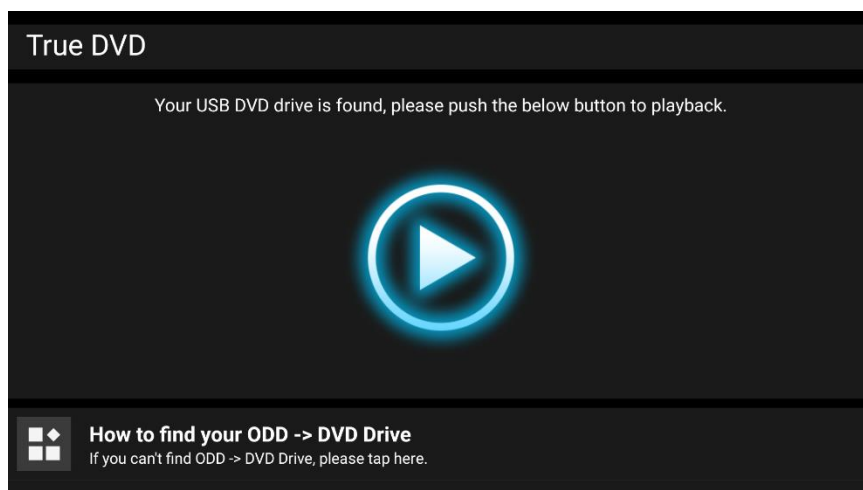 True DVD
Your USB DVD drive is found, please push the below button to playback.
How to find your ODD -> DVD Drive
If you can't find ODD -> DVD Drive, please tap here.